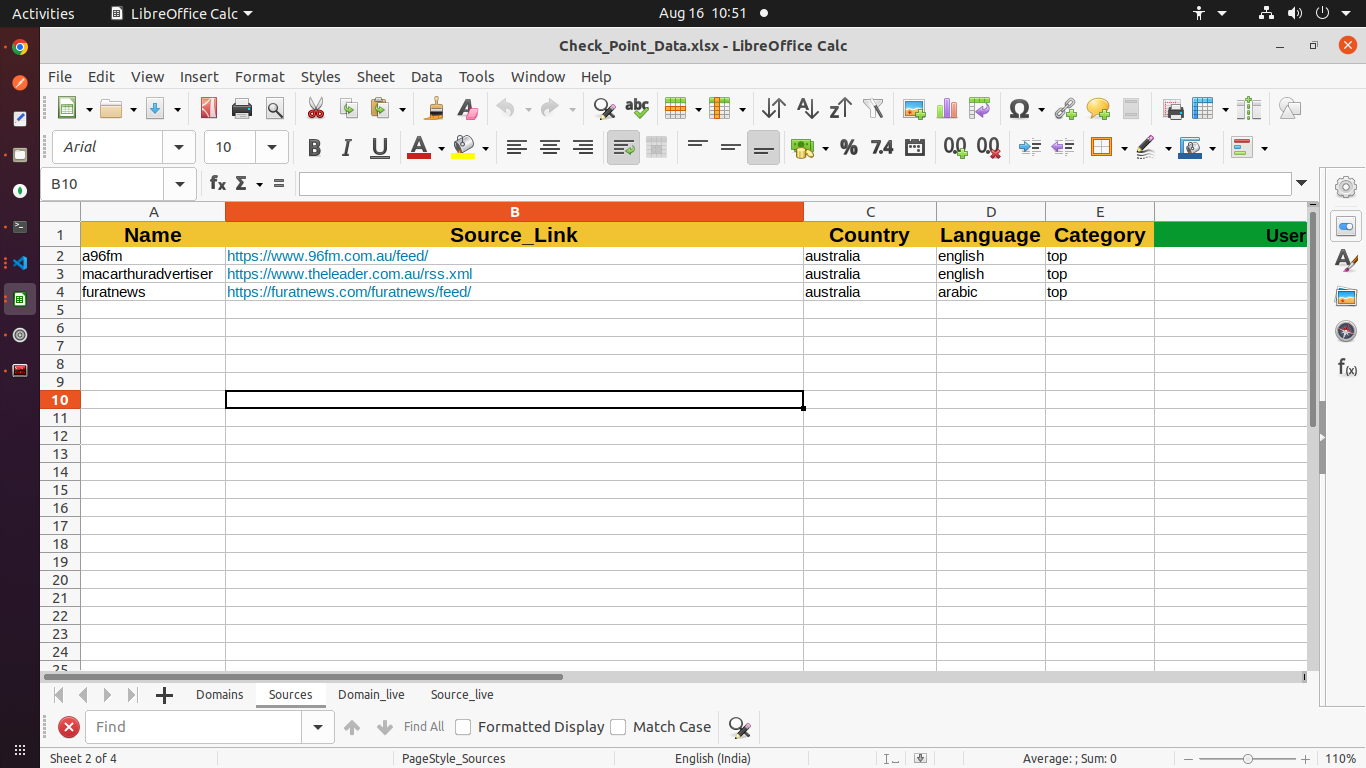 Activities LibreOffice Calc Aug 16 10:51
Check_Point_Data.xlsx - LibreOffice Calc
File Edit View Insert Format Styles Sheet Data Tools Window Help
Arial 10
B10
A B C D E
1 Name Source_Link Country Language Category User
2 a96fm https://www.96fm.com.au/feed/ australia english top
3 macarthuradvertiser https://www.theleader.com.au/rss.xml australia english top
4 furatnews https://furatnews.com/furatnews/feed/ australia arabic top
5
6
7
8
9
10
11
12
13
14
15
16
17
18
19
20
21
22
23
24
25
Domains Sources Domain_live Source_live
Find Find All Formatted Display Match Case
Sheet 2 of 4 PageStyle_Sources English (India) Average: ; Sum: 0 110%